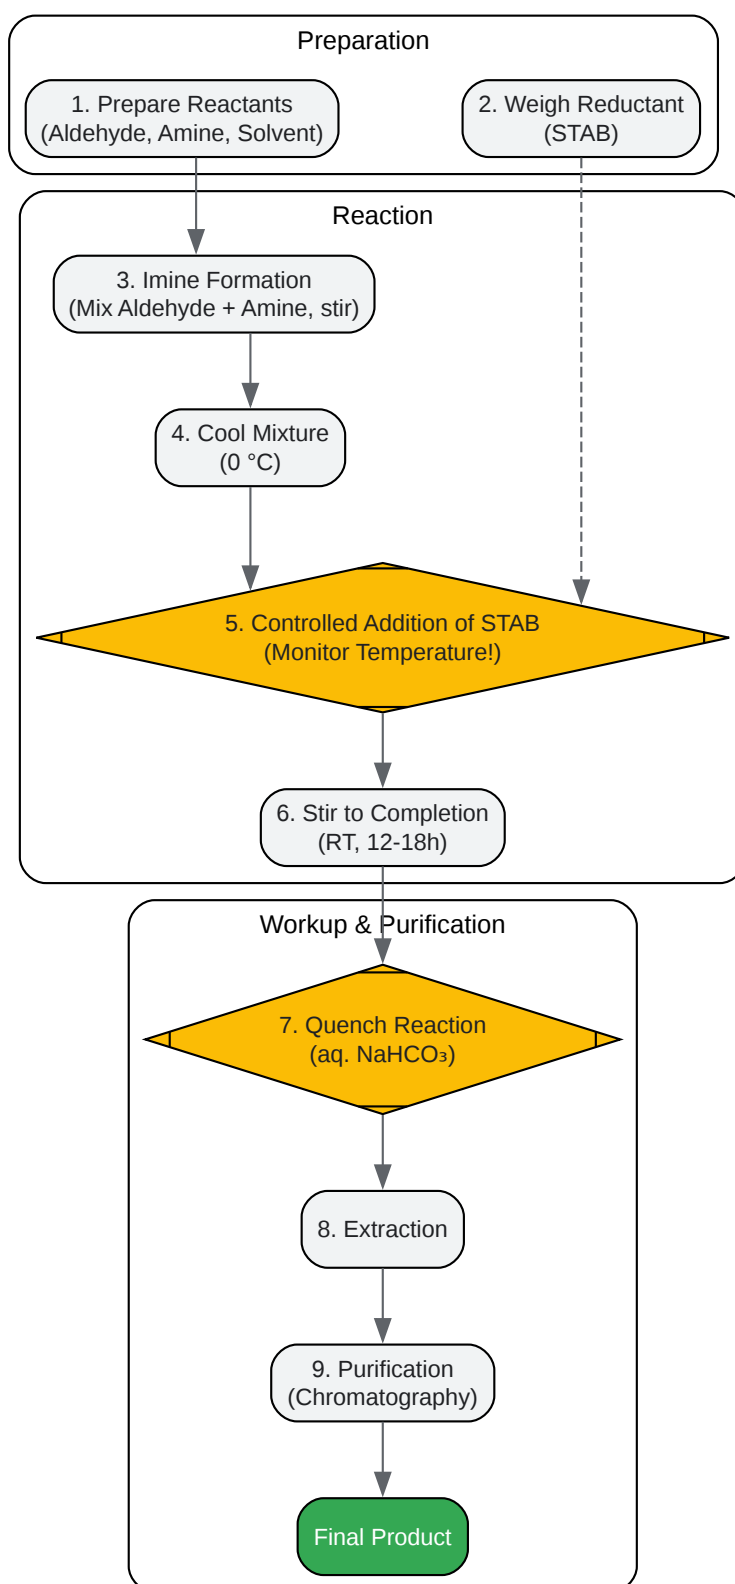 Preparation
1. Prepare Reactants
(Aldehyde, Amine, Solvent)
2. Weigh Reductant
(STAB)
Reaction
3. Imine Formation
(Mix Aldehyde + Amine, stir)
4. Cool Mixture
(0 °C)
5. Controlled Addition of STAB
(Monitor Temperature!)
6. Stir to Completion
(RT, 12-18h)
Workup & Purification
7. Quench Reaction
(aq. NaHCO₃)
8. Extraction
9. Purification
(Chromatography)
Final Product